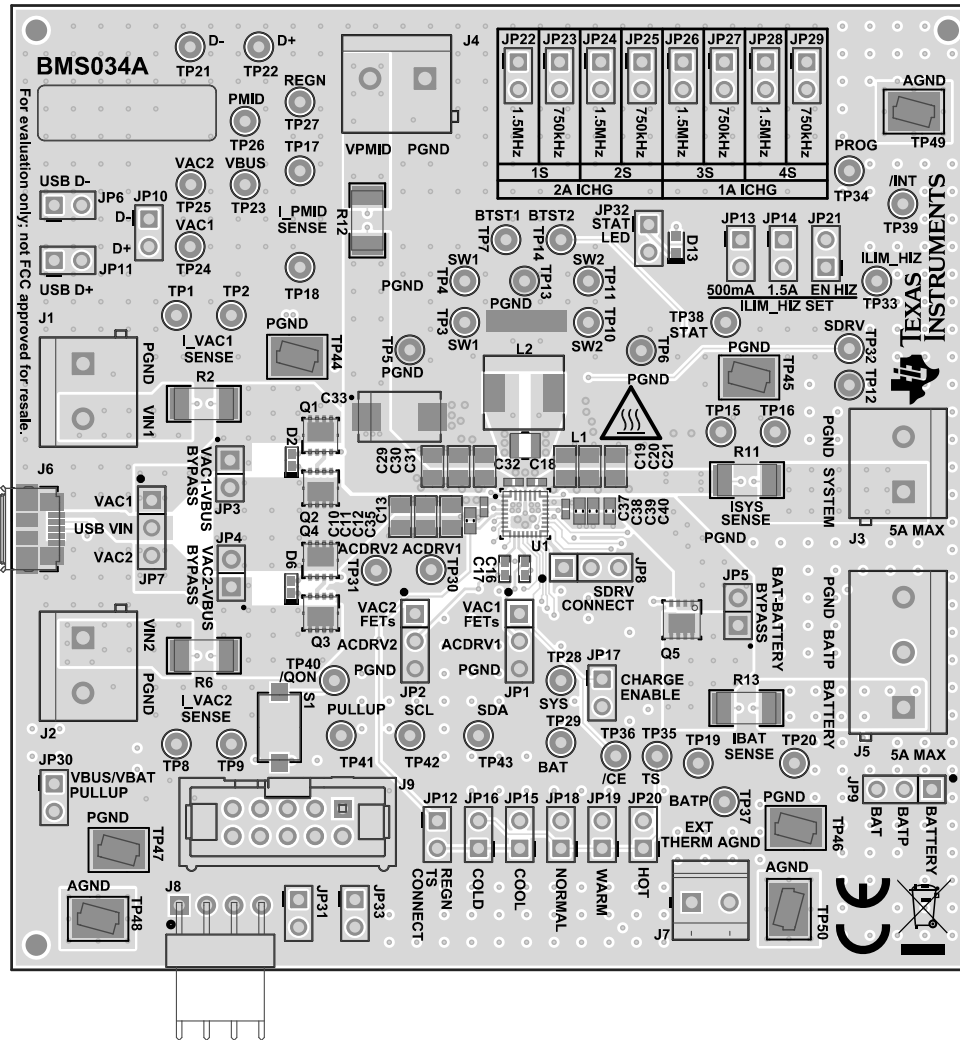 BMS034A
D-
TP21
D+
TP22
REGN
TP27
PMID
TP26
TP17
VAC2
TP25
VBUS
TP23
For evaluation only; not FCC approved for resale.
USB D-
JP6
JP10
D-
D+
JP11
USB D+
VAC1
TP24
I_PMID
SENSE
R12
TP18
J4
VPMID
PGND
JP22
JP23
JP24
JP25
JP26
JP27
JP28
JP29
1.5MHz
750kHz
1.5MHz
750kHz
1.5MHz
750kHz
1.5MHz
750kHz
1S
2S
3S
4S
2A ICHG
1A ICHG
AGND
TP49
PROG
TP34
/INT
TP39
BTST1
TP7
BTST2
TP14
JP32
STAT
LED
D13
JP13
JP14
JP21
500mA
1.5A
EN HIZ
ILIM_HIZ SET
ILIM_HIZ
TP33
TEXAS
INSTRUMENTS
PGND
SW1
TP4
TP13
PGND
SW2
TP11
TP3
SW1
TP10
SW2
TP38
STAT
SDRV
TP32
TP12
TP1
TP2
J1
PGND
VIN1
I_VAC1
SENSE
R2
PGND
TP44
TP5
PGND
L2
TP6
PGND
PGND
TP45
TP15
TP16
C33
Q1
D2
Q2
Q4
C29
C30
C31
C32
C18
L1
C19
C20
C21
R11
ISYS
SENSE
PGND
PGND
SYSTEM
J3
5A MAX
J6
VAC1
USB VIN
VAC2
JP7
VAC1-VBUS
BYPASS
JP3
JP4
VAC2-VBUS
BYPASS
D6
Q3
C10
C11
C12
C35
C13
U1
C37
C38
C39
C40
ACDRV2
TP31
ACDRV1
TP30
C17
C16
JP8
SDRV
CONNECT
VAC2
FETs
ACDRV2
PGND
JP2
VAC1
FETs
ACDRV1
PGND
JP1
Q5
JP5
BAT-BATTERY
BYPASS
PGND
BATP
BATTERY
J5
5A MAX
VIN2
PGND
J2
R6
I_VAC2
SENSE
TP8
TP9
TP40
/QON
S1
PULLUP
TP41
SCL
TP42
SDA
TP43
TP28
SYS
TP29
BAT
JP17
CHARGE
ENABLE
TP36
/CE
TP35
TS
R13
IBAT
SENSE
TP19
TP20
JP30
VBUS/VBAT
PULLUP
PGND
TP47
J9
JP12
JP16
JP15
JP18
JP19
JP20
REGN
TS
CONNECT
COLD
COOL
NORMAL
WARM
HOT
BATP
TP37
EXT
THERM
AGND
J7
PGND
TP46
JP9
BAT
BATP
BATTERY
AGND
TP48
J8
JP31
JP33
AGND
TP50